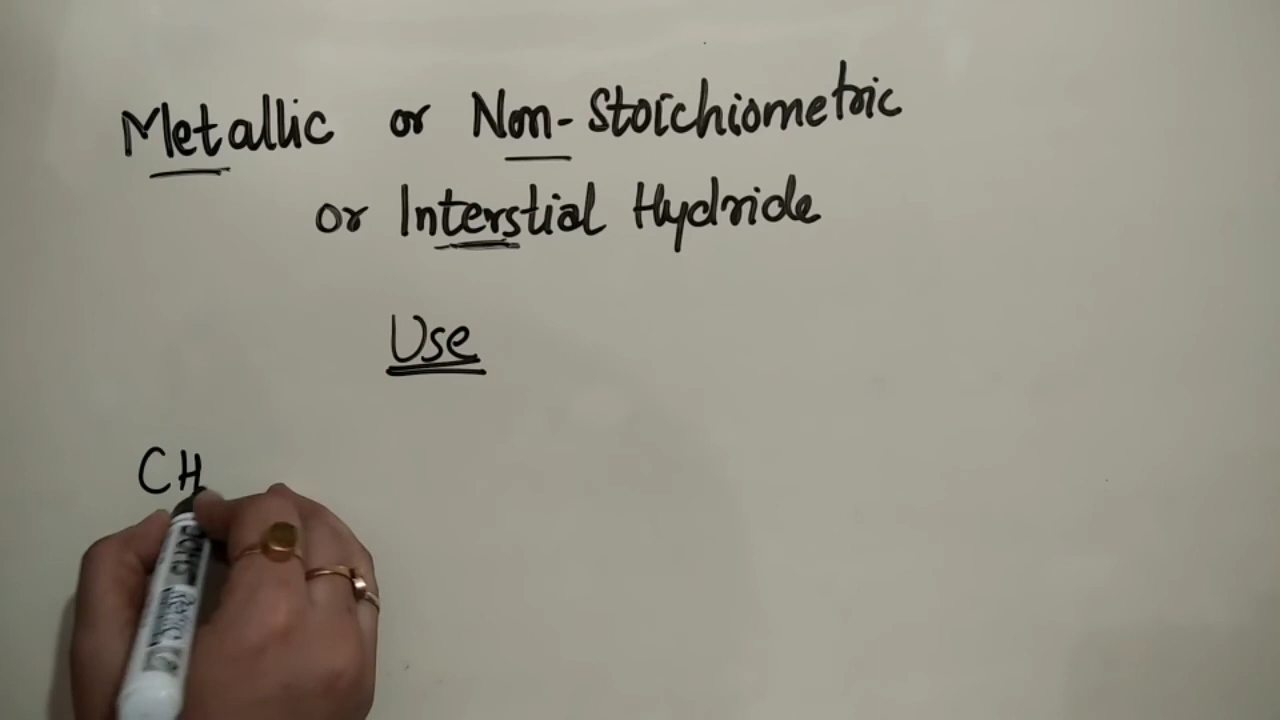 Metallic or Non-Stoichiometric
or Interstial Hydride
Use
CH